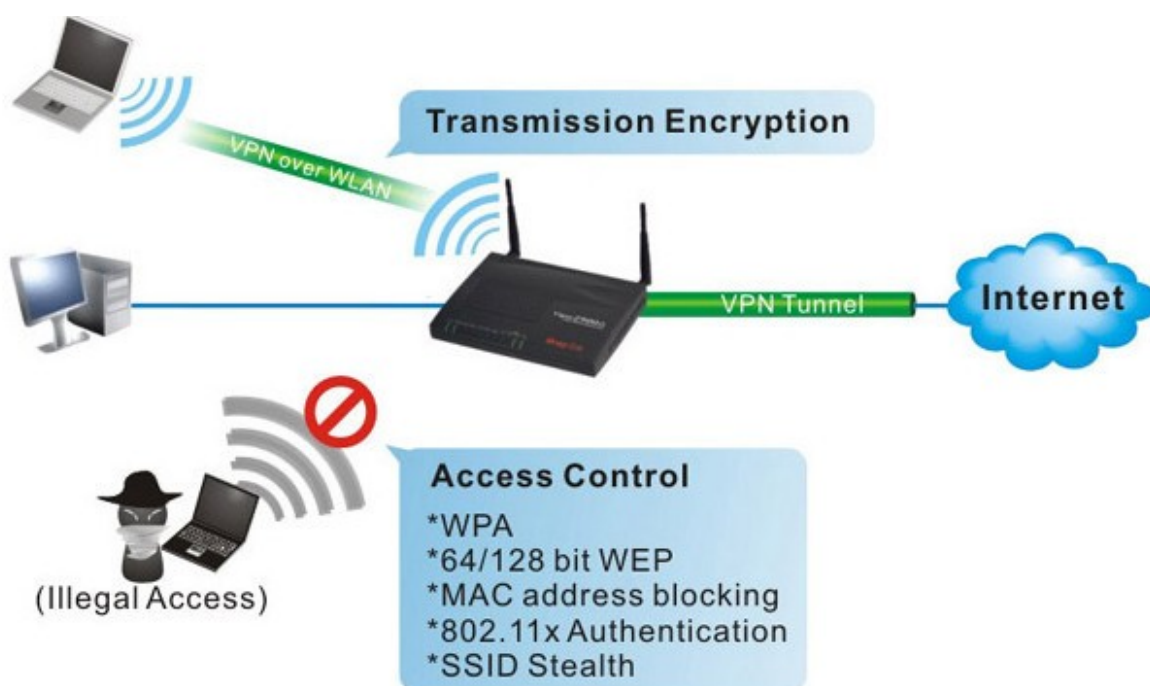 Transmission Encryption
VPN over WLAN
VPN Tunnel
Internet
(Illegal Access)
Access Control
*WPA
*64/128 bit WEP
*MAC address blocking
*802.11x Authentication
*SSID Stealth